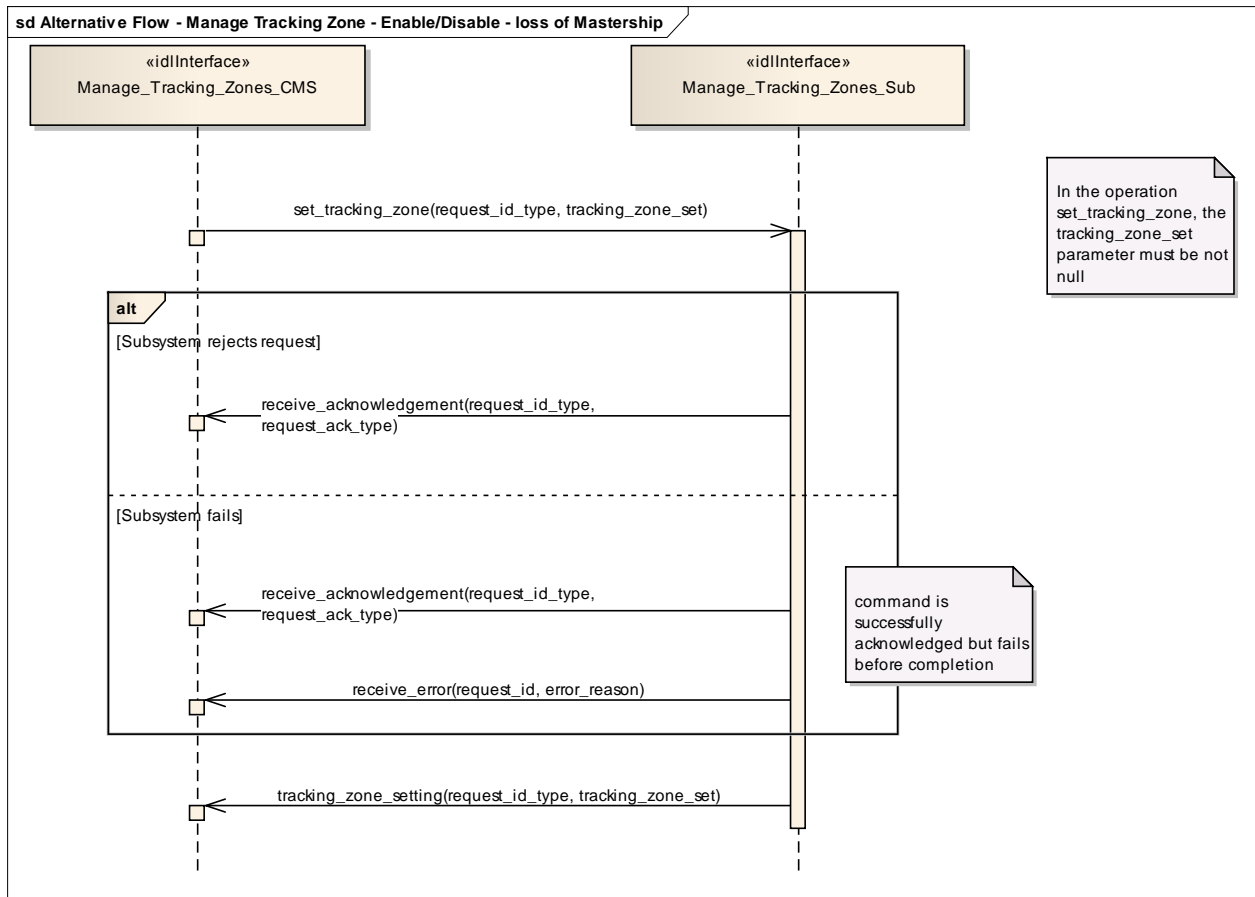 sd Alternative Flow - Manage Tracking Zone - Enable/Disable - loss of Mastership
«idlInterface»
Manage_Tracking_Zones_CMS
«idlInterface»
Manage_Tracking_Zones_Sub
In the operation
set_tracking_zone, the
tracking_zone_set
parameter must be not
null
set_tracking_zone(request_id_type, tracking_zone_set)
alt
[Subsystem rejects request]
receive_acknowledgement(request_id_type,
request_ack_type)
[Subsystem fails]
receive_acknowledgement(request_id_type,
request_ack_type)
command is
successfully
acknowledged but fails
before completion
receive_error(request_id, error_reason)
tracking_zone_setting(request_id_type, tracking_zone_set)